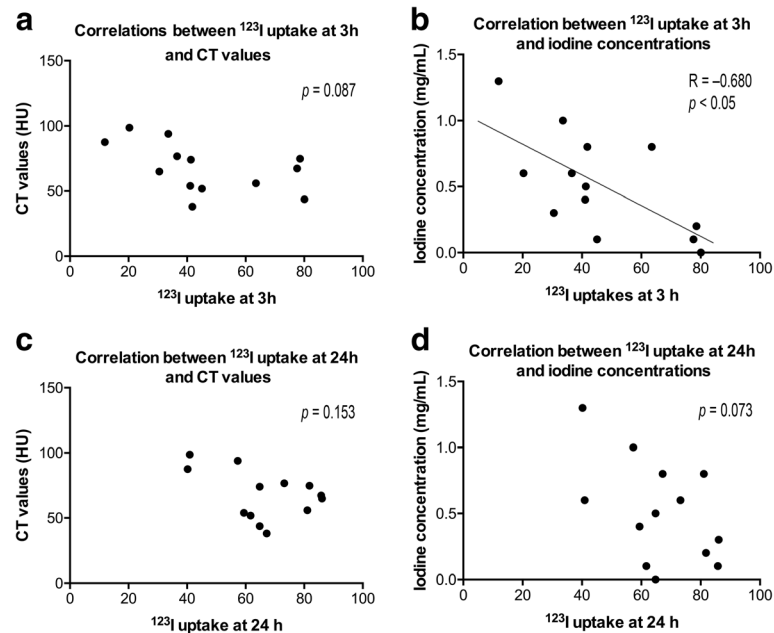 a
Correlations between ¹²³I uptake at 3h
and CT values
CT values (HU)
150
100
50
0
p = 0.087
0 20 40 60 80 100
¹²³I uptake at 3h
b
Correlation between ¹²³I uptake at 3h
and iodine concentrations
Iodine concentration (mg/mL)
1.5
1.0
0.5
0.0
R = –0.680
p < 0.05
0 20 40 60 80 100
¹²³I uptakes at 3 h
c
Correlation between ¹²³I uptake at 24h
and CT values
CT values (HU)
150
100
50
0
p = 0.153
0 20 40 60 80 100
¹²³I uptake at 24 h
d
Correlation between ¹²³I uptake at 24h
and iodine concentrations
Iodine concentration (mg/mL)
1.5
1.0
0.5
0.0
p = 0.073
0 20 40 60 80 100
¹²³I uptake at 24 h